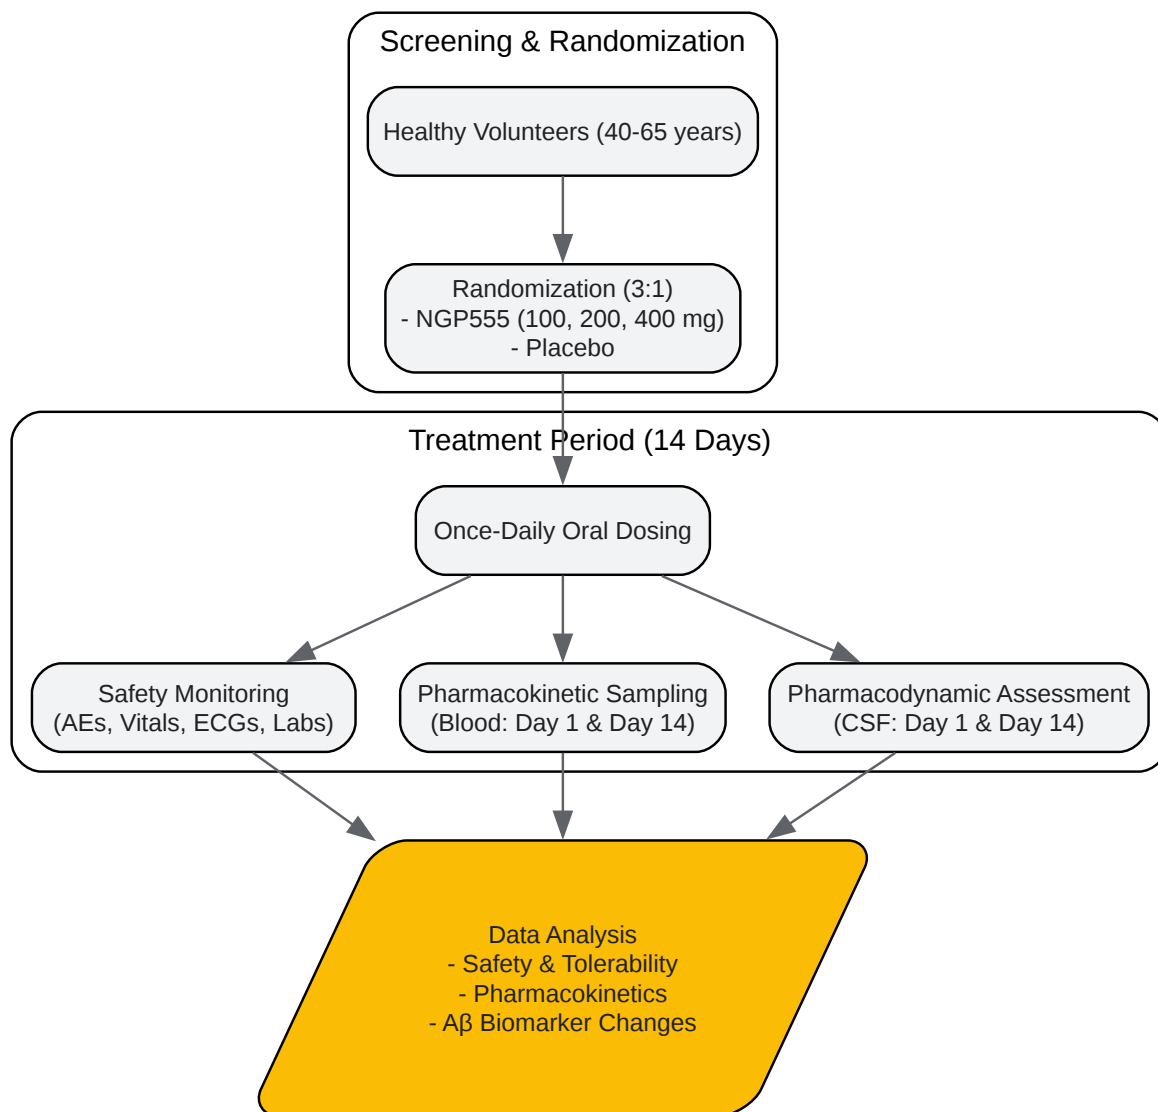 Screening & Randomization
Healthy Volunteers (40-65 years)
Randomization (3:1)
- NGP555 (100, 200, 400 mg)
- Placebo
Treatment Period (14 Days)
Once-Daily Oral Dosing
Safety Monitoring
(AEs, Vitals, ECGs, Labs)
Pharmacokinetic Sampling
(Blood: Day 1 & Day 14)
Pharmacodynamic Assessment
(CSF: Day 1 & Day 14)
Data Analysis
- Safety & Tolerability
- Pharmacokinetics
- Aβ Biomarker Changes